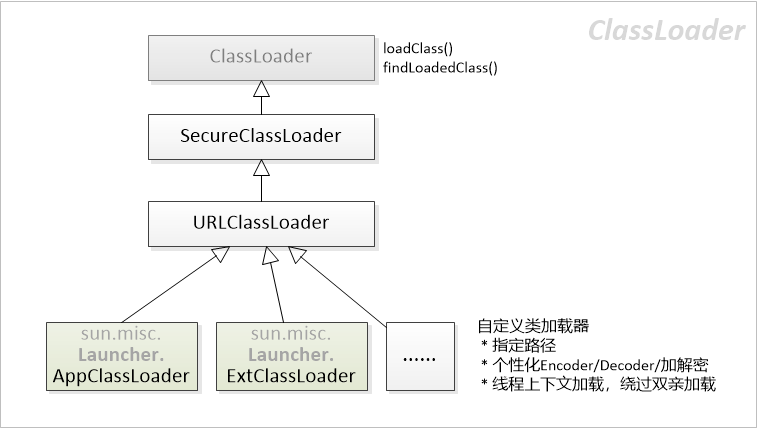 ClassLoader
ClassLoader
loadClass()
findLoadedClass()
SecureClassLoader
URLClassLoader
sun.misc.
Launcher.
AppClassLoader
sun.misc.
Launcher.
ExtClassLoader
......
自定义类加载器
* 指定路径
* 个性化Encoder/Decoder/加解密
* 线程上下文加载，绕过双亲加载